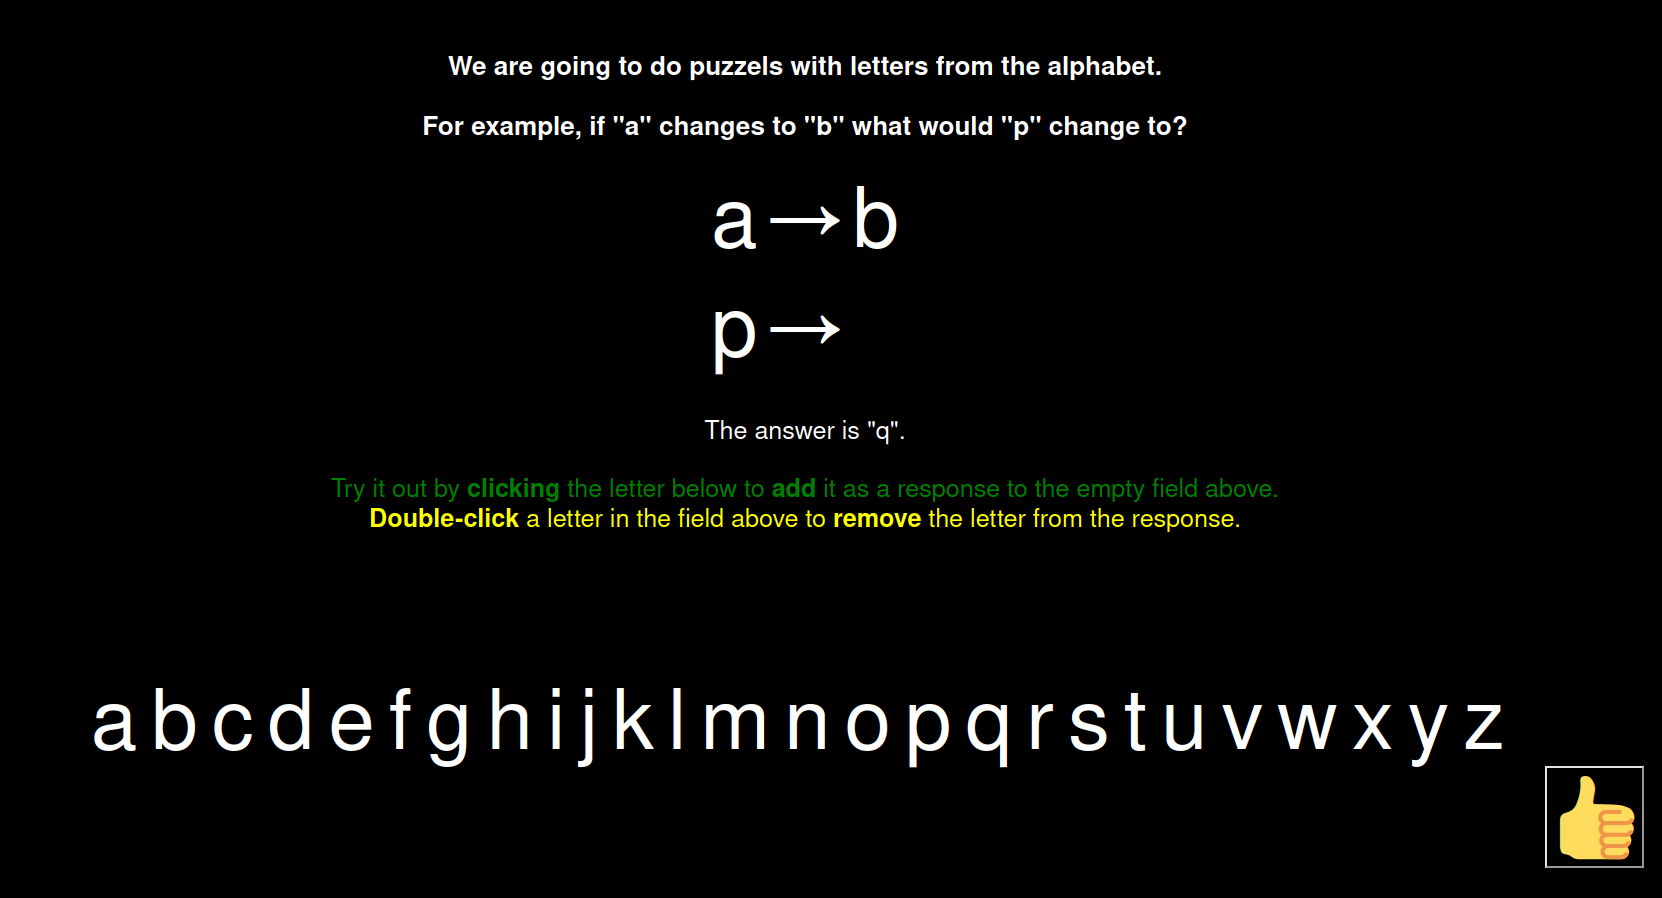 We are going to do puzzels with letters from the alphabet.
For example, if "a" changes to "b" what would "p" change to?
a→b
p→
The answer is "q".
Try it out by clicking the letter below to add it as a response to the empty field above.
Double-click a letter in the field above to remove the letter from the response.
a b c d e f g h i j k l m n o p q r s t u v w x y z